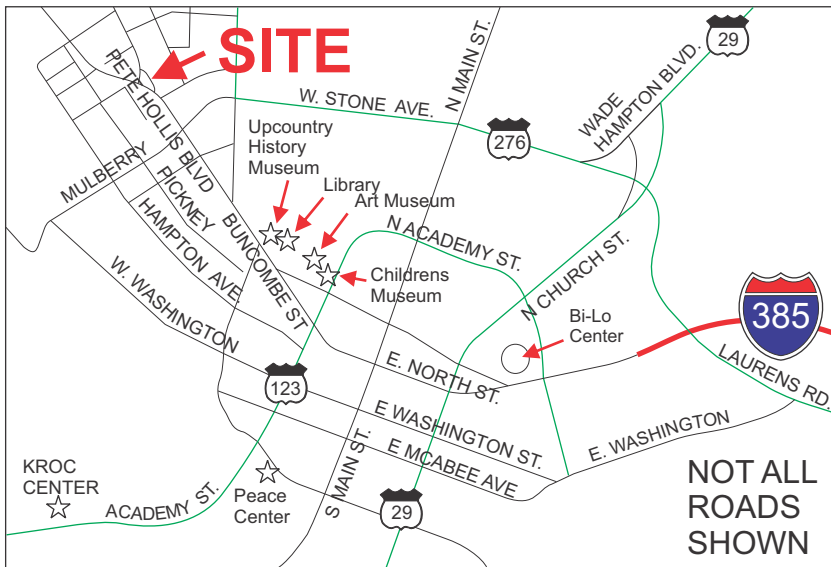 SITE
PETE HOLLIS BLVD
N MAIN ST.
29
WADE
HAMPTON BLVD.
W. STONE AVE.
276
MULBERRY
Upcountry
History
Museum
Library
Art Museum
PICKNEY
HAMPTON AVE.
BUNCOMBE ST
N ACADEMY ST.
Childrens
Museum
N CHURCH ST.
W. WASHINGTON
Bi-Lo
Center
385
LAURENS RD.
123
E. NORTH ST.
E WASHINGTON ST.
E MCABEE AVE
E. WASHINGTON
KROC
CENTER
ACADEMY ST.
Peace
Center
S MAIN ST.
29
NOT ALL
ROADS
SHOWN